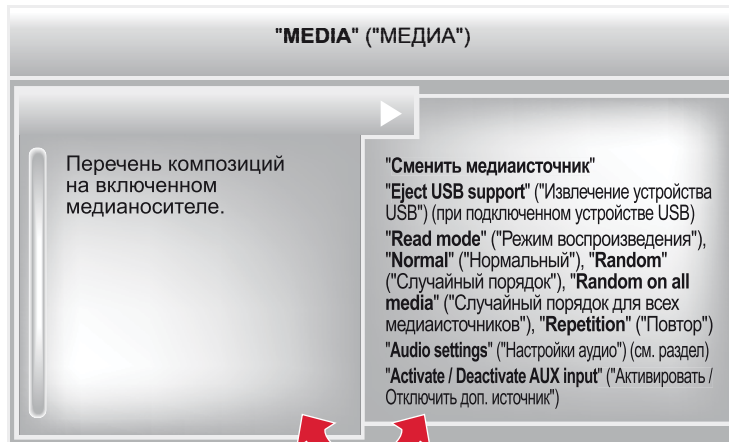 "MEDIA" ("МЕДИА")
Перечень композиций
на включенном
медианосителе.
"Сменить медиаисточник"
"Eject USB support" ("Извлечение устройства
USB") (при подключенном устройстве USB)
"Read mode" ("Режим воспроизведения"),
"Normal" ("Нормальный"), "Random"
("Случайный порядок"), "Random on all
media" ("Случайный порядок для всех
медиаисточников"), "Repetition" ("Повтор")
"Audio settings" ("Настройки аудио") (см. раздел)
"Activate / Deactivate AUX input" ("Активировать /
Отключить доп. источник")